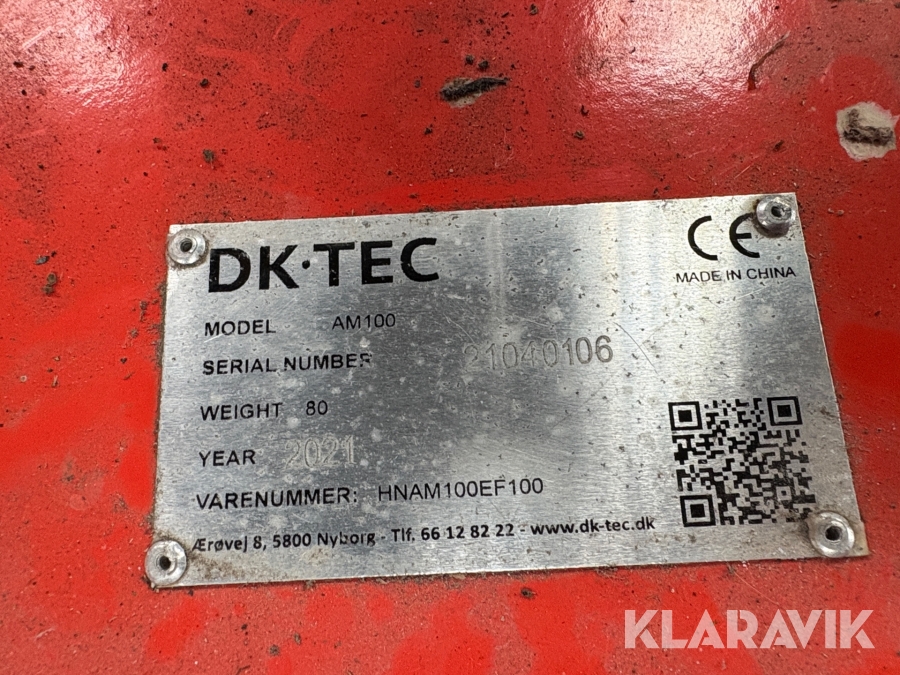 DK·TEC
CE
MADE IN CHINA
MODEL AM100
SERIAL NUMBER 21040106
WEIGHT 80
YEAR 2021
VARENUMMER: HNAM100EF100
Ærøvej 8, 5800 Nyborg - Tlf. 66 12 82 22 - www.dk-tec.dk
KLARAVIK